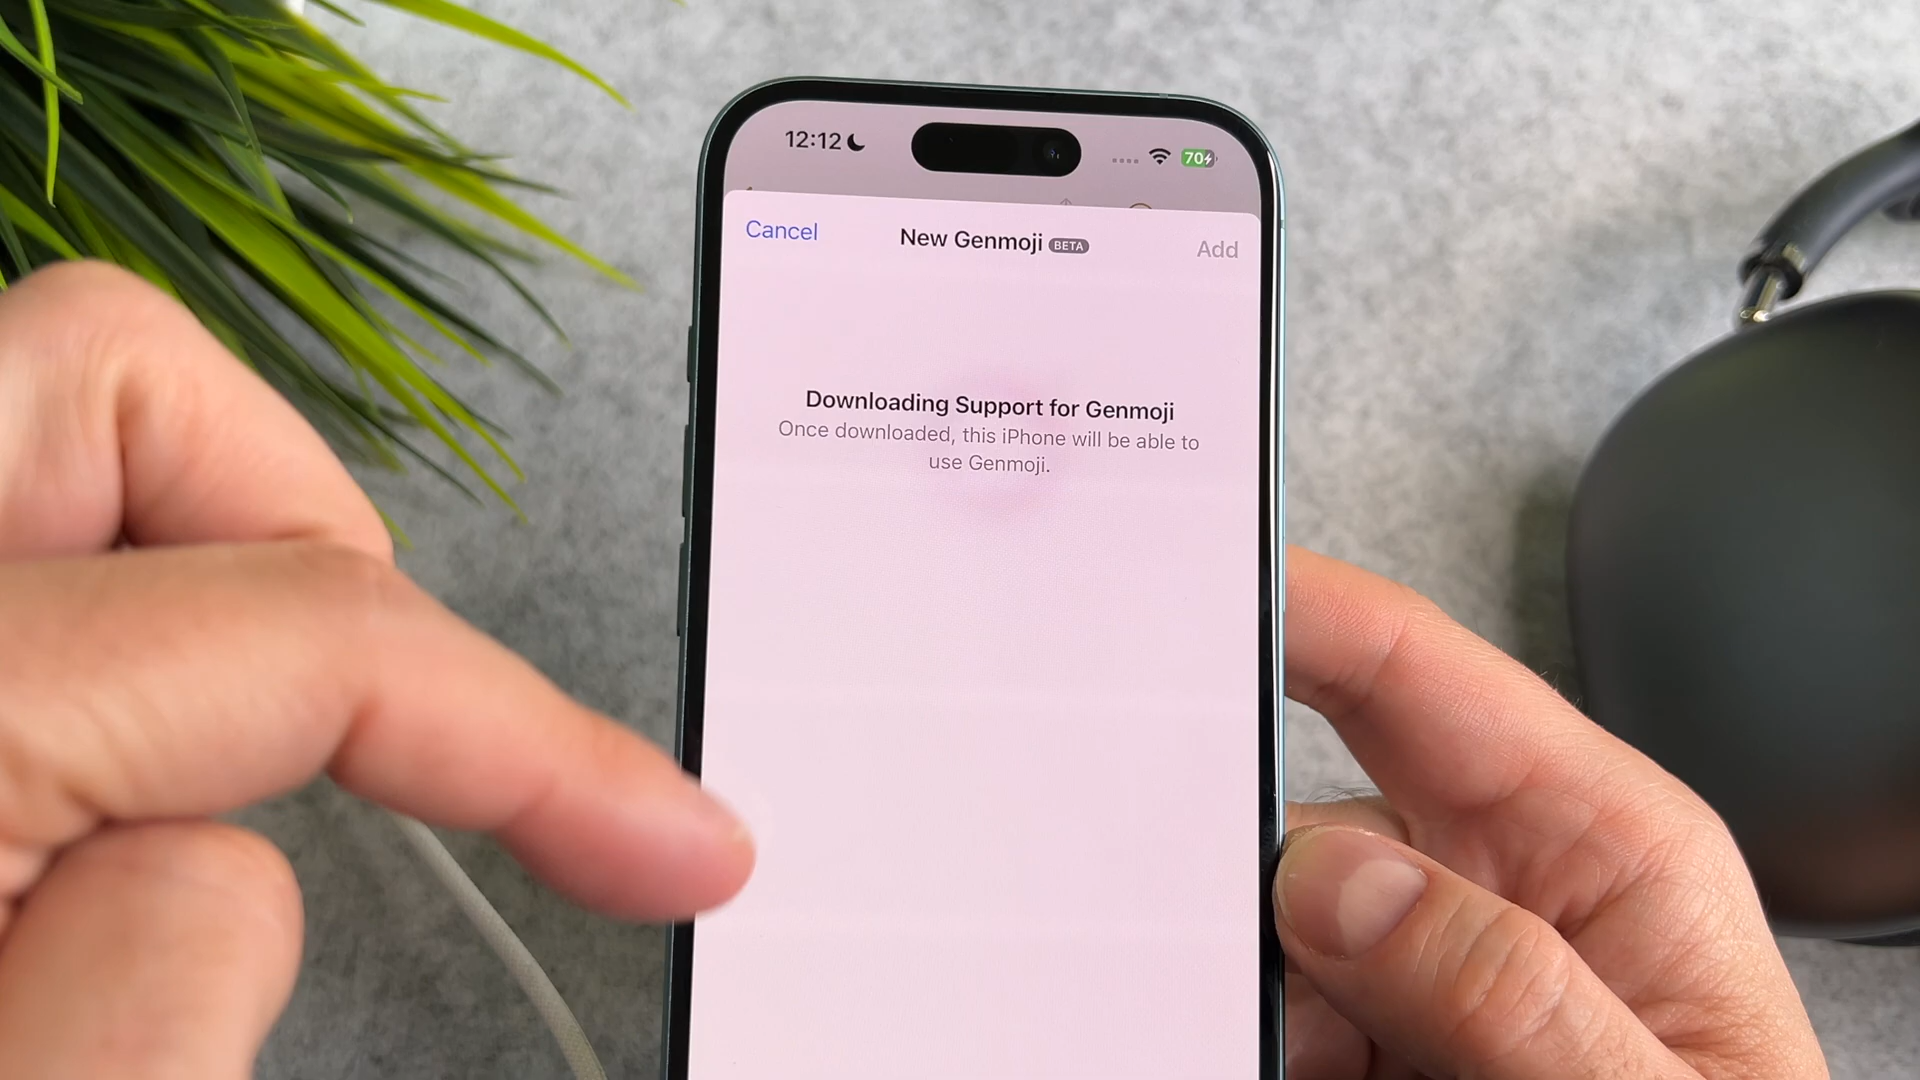 12:12
70
Cancel
New Genmoji BETA
Add
Downloading Support for Genmoji
Once downloaded, this iPhone will be able to
use Genmoji.